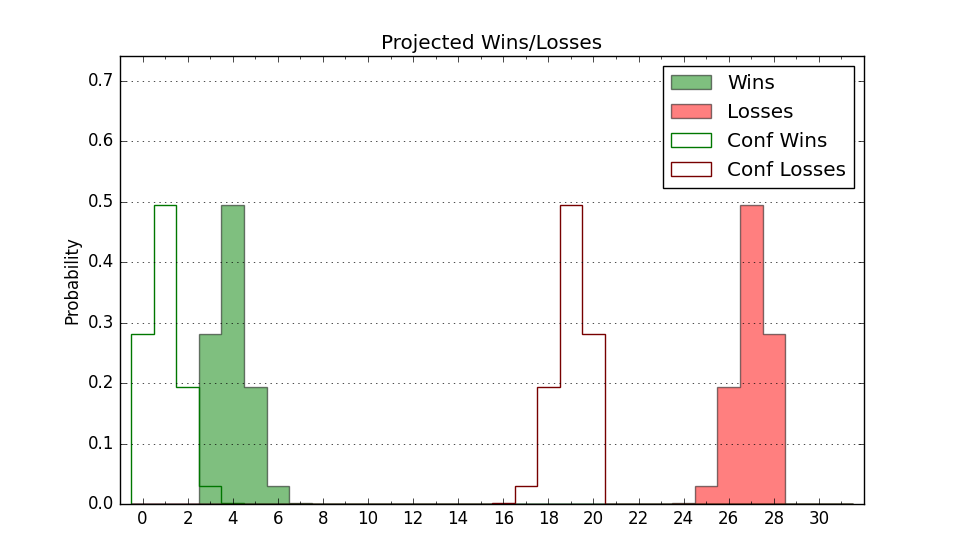 Projected Wins/Losses
Wins
Losses
Conf Wins
Conf Losses
Probability
0.7
0.6
0.5
0.4
0.3
0.2
0.1
0.0
0 2 4 6 8 10 12 14 16 18 20 22 24 26 28 30